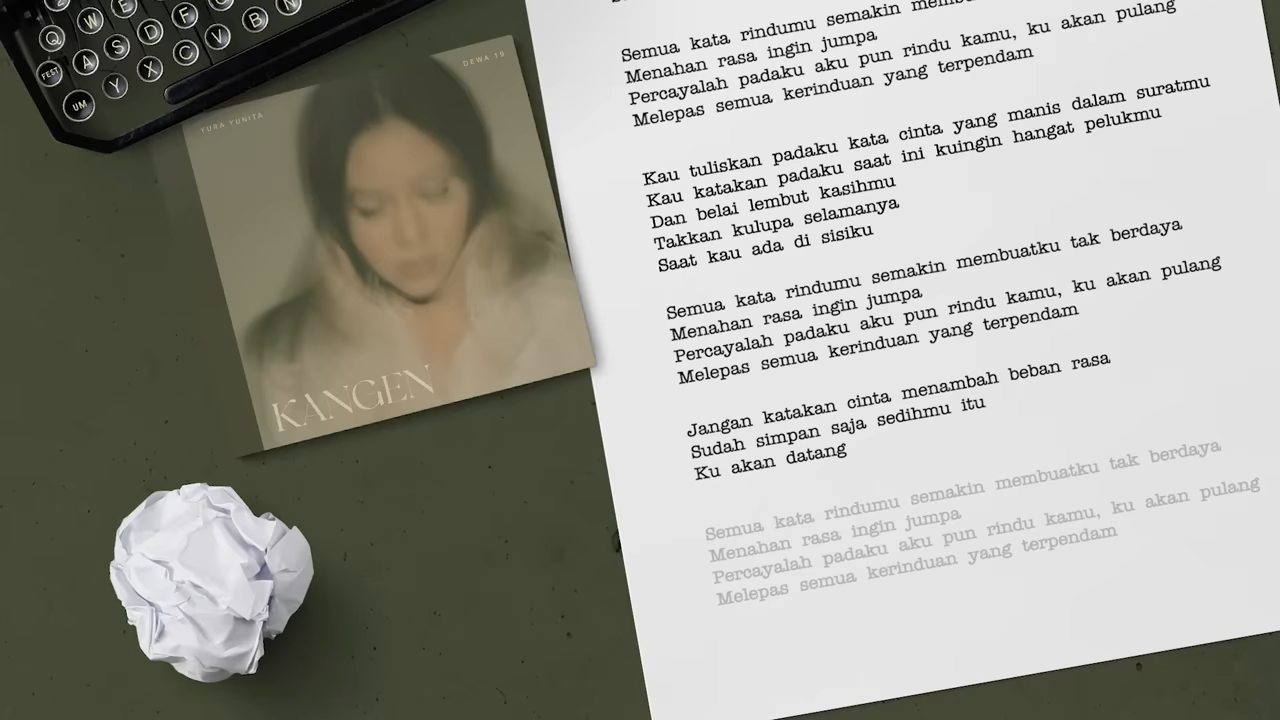 Q W E F
A S D C V B N
FEST Y X
UM
YURA YUNITA
DEWA 19
KANGEN
Semua kata rindumu semakin
Menahan rasa ingin jumpa
Percayalah padaku aku pun rindu kamu, ku akan pulang
Melepas semua kerinduan yang terpendam
Kau tuliskan padaku kata cinta yang manis dalam suratmu
Kau katakan padaku saat ini kuingin hangat pelukmu
Dan belai lembut kasihmu
Takkan kulupa selamanya
Saat kau ada di sisiku
Semua kata rindumu semakin membuatku tak berdaya
Menahan rasa ingin jumpa
Percayalah padaku aku pun rindu kamu, ku akan pulang
Melepas semua kerinduan yang terpendam
Jangan katakan cinta menambah beban rasa
Sudah simpan saja sedihmu itu
Ku akan datang
Semua kata rindumu semakin membuatku tak berdaya
Menahan rasa ingin jumpa
Percayalah padaku aku pun rindu kamu, ku akan pulang
Melepas semua kerinduan yang terpendam